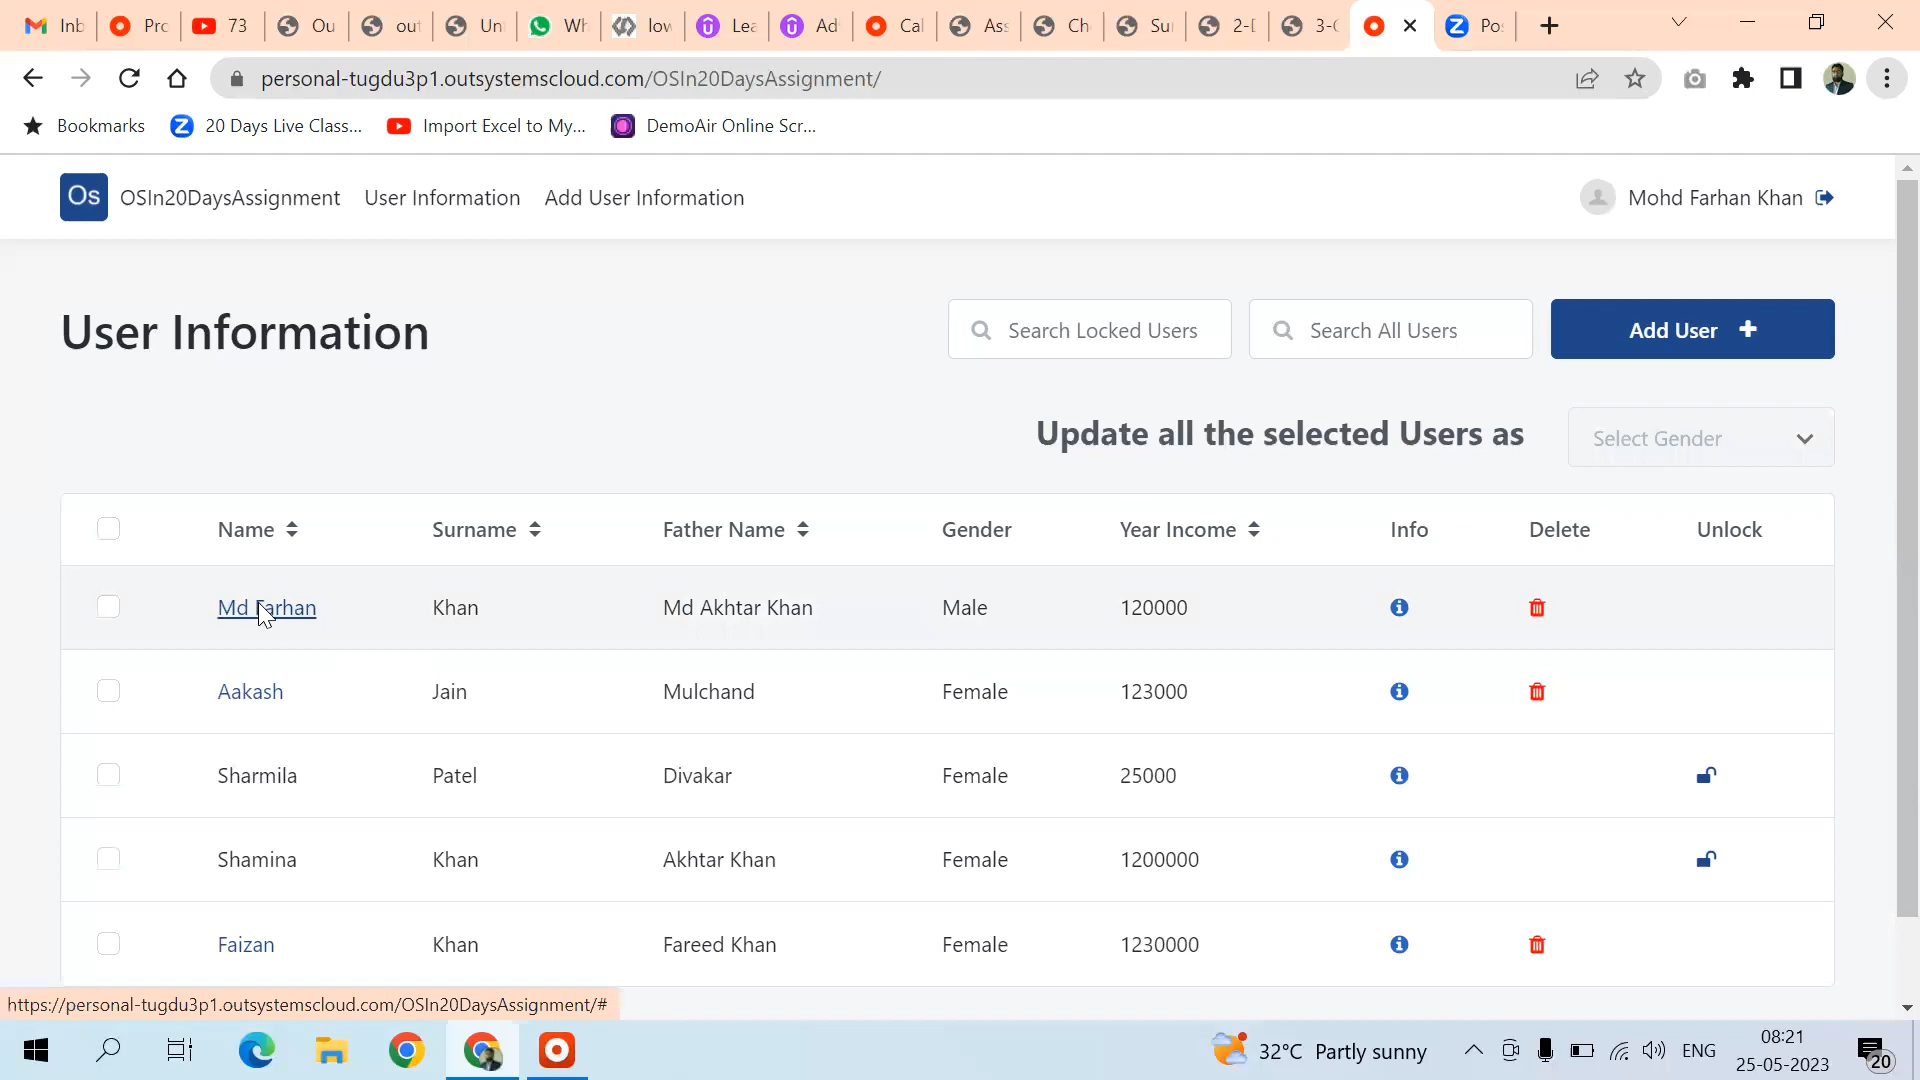 Inb
Pro
73
Ou
out
Un
Wh
low
Lea
Ad
Cal
Ass
Ch
Su
2-D
3-C
Po
personal-tugdu3p1.outsystemscloud.com/OSIn20DaysAssignment/
Bookmarks
20 Days Live Class...
Import Excel to My...
DemoAir Online Scr...
Os OSIn20DaysAssignment User Information Add User Information Mohd Farhan Khan
User Information
Search Locked Users
Search All Users
Add User
Update all the selected Users as
Select Gender
Name Surname Father Name Gender Year Income Info Delete Unlock
Md Farhan Khan Md Akhtar Khan Male 120000
Aakash Jain Mulchand Female 123000
Sharmila Patel Divakar Female 25000
Shamina Khan Akhtar Khan Female 1200000
Faizan Khan Fareed Khan Female 1230000
https://personal-tugdu3p1.outsystemscloud.com/OSIn20DaysAssignment/#
32°C Partly sunny
ENG
08:21
25-05-2023
20